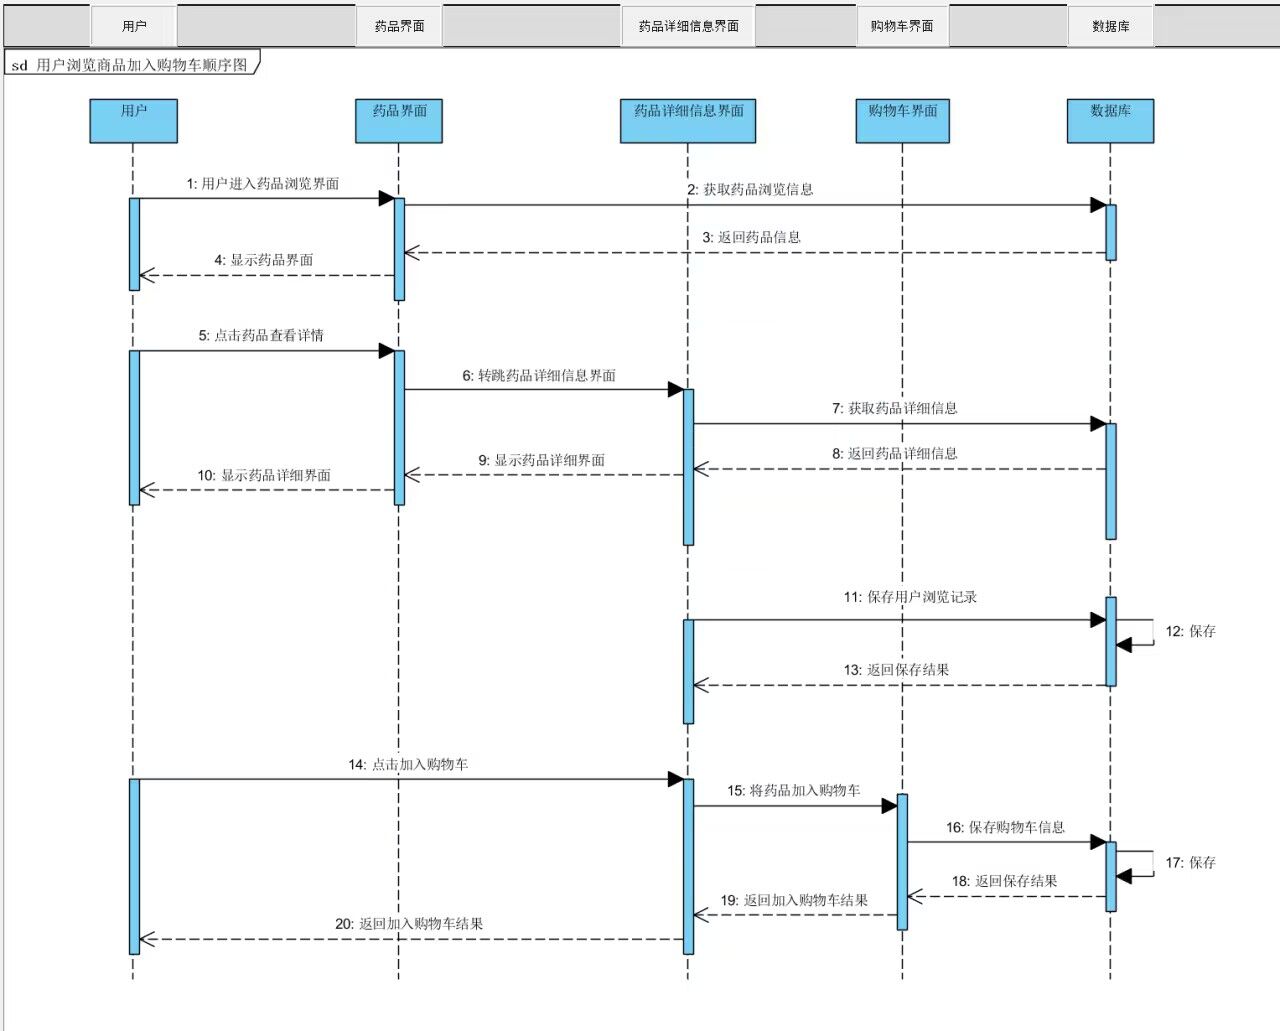 用户
药品界面
药品详细信息界面
购物车界面
数据库
sd 用户浏览商品加入购物车顺序图
用户
药品界面
药品详细信息界面
购物车界面
数据库
1: 用户进入药品浏览界面
2: 获取药品浏览信息
3: 返回药品信息
4: 显示药品界面
5: 点击药品查看详情
6: 转跳药品详细信息界面
7: 获取药品详细信息
8: 返回药品详细信息
9: 显示药品详细界面
10: 显示药品详细界面
11: 保存用户浏览记录
12: 保存
13: 返回保存结果
14: 点击加入购物车
15: 将药品加入购物车
16: 保存购物车信息
17: 保存
18: 返回保存结果
19: 返回加入购物车结果
20: 返回加入购物车结果